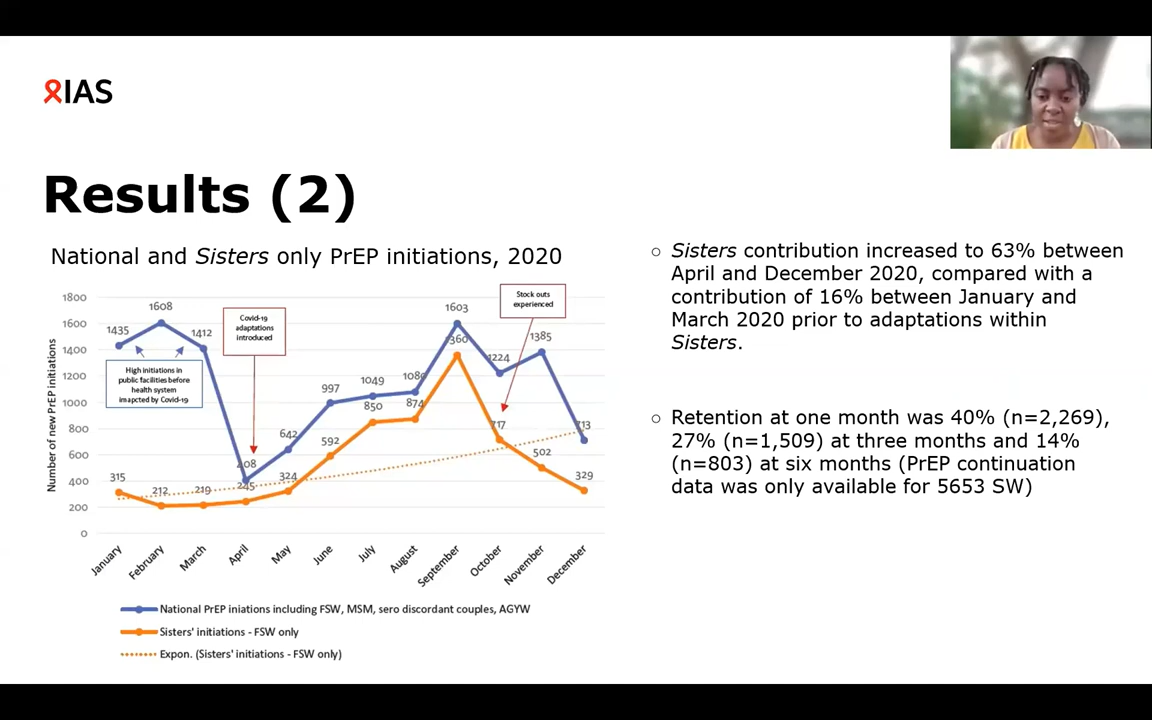 IAS
Results (2)
National and Sisters only PrEP initiations, 2020
Number of new PrEP initiations
1800
1600
1400
1200
1000
800
600
400
200
0
1435
1608
1412
408
642
997
1049
1603
1224
1385
713
315
212
219
245
324
592
850
874
1360
717
502
329
High initiations in
public facilities before
health system
imapcted by Covid-19
Covid-19
adaptations
introduced
Stock outs
experienced
January
February
March
April
May
June
July
August
September
October
November
December
National PrEP iniations including FSW, MSM, sero discordant couples, AGYW
Sisters' initiations - FSW only
Expon. (Sisters' initiations - FSW only)
○ Sisters contribution increased to 63% between
April and December 2020, compared with a
contribution of 16% between January and
March 2020 prior to adaptations within
Sisters.
○ Retention at one month was 40% (n=2,269),
27% (n=1,509) at three months and 14%
(n=803) at six months (PrEP continuation
data was only available for 5653 SW)